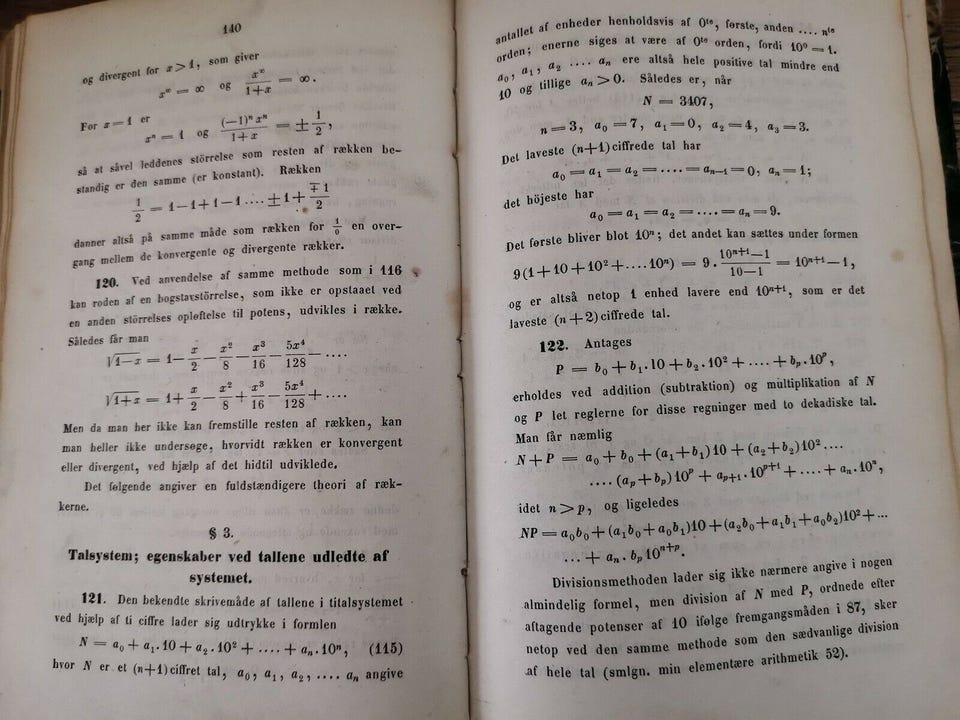 140
og divergent for x>1, som giver
x^∞ = ∞ og x^∞/(1+x) = ∞.
For x=1 er
x^n = 1 og (−1)^n x^n/(1+x) = ± 1/2,
så at såvel leddenes störrelse som resten af rækken be-
standig er den samme (er konstant). Rækken
1/2 = 1−1+1−1 .... ±1 + (∓1)/2
danner altså på samme måde som rækken for 1/0 en over-
gang mellem de konvergente og divergente rækker.
120. Ved anvendelse af samme methode som i 116
kan roden af en bogstavstörrelse, som ikke er opstaaet ved
en anden störrelses oplöftelse til potens, udvikles i række.
Således får man
√(1−x) = 1 − x/2 − x²/8 − x³/16 − 5x⁴/128 − ....
√(1+x) = 1 + x/2 − x²/8 + x³/16 − 5x⁴/128 + ....
Men da man her ikke kan fremstille resten af rækken, kan
man heller ikke undersøge, hvorvidt rækken er konvergent
eller divergent, ved hjælp af det hidtil udviklede.
Det følgende angiver en fuldstændigere theori af ræk-
kerne.
§ 3.
Talsystem; egenskaber ved tallene udledte af
systemet.
121. Den bekendte skrivemåde af tallene i titalsystemet
ved hjælp af ti ciffre lader sig udtrykke i formlen
N = a₀ + a₁.10 + a₂.10² + .... + aₙ.10ⁿ, (115)
hvor N er et (n+1)ciffret tal, a₀, a₁, a₂, .... aₙ angive
antallet af enheder henholdsvis af 0te, første, anden .... nte
orden; enerne siges at være af 0te orden, fordi 10⁰ = 1.
a₀, a₁, a₂ .... aₙ ere altså hele positive tal mindre end
10 og tillige aₙ > 0. Således er, når
N = 3407,
n = 3, a₀ = 7, a₁ = 0, a₂ = 4, a₃ = 3.
Det laveste (n+1)ciffrede tal har
a₀ = a₁ = a₂ = .... = aₙ₋₁ = 0, aₙ = 1;
det höjeste har
a₀ = a₁ = a₂ = .... = aₙ = 9.
Det første bliver blot 10ⁿ; det andet kan sættes under formen
9(1+10+10²+....10ⁿ) = 9.(10ⁿ⁺¹−1)/(10−1) = 10ⁿ⁺¹−1,
og er altså netop 1 enhed lavere end 10ⁿ⁺¹, som er det
laveste (n+2)ciffrede tal.
122. Antages
P = b₀ + b₁.10 + b₂.10² + .... + bₚ.10ᵖ,
erholdes ved addition (subtraktion) og multiplikation af N
og P let reglerne for disse regninger med to dekadiske tal.
Man får næmlig
N+P = a₀+b₀+(a₁+b₁)10+(a₂+b₂)10²....
....(aₚ+bₚ)10ᵖ+aₚ₊₁.10ᵖ⁺¹+....+aₙ.10ⁿ,
idet n>p, og ligeledes
NP = a₀b₀+(a₁b₀+a₀b₁)10+(a₂b₀+a₁b₁+a₀b₂)10²+...
...+aₙ.bₚ10ⁿ⁺ᵖ.
Divisionsmethoden lader sig ikke nærmere angive i nogen
almindelig formel, men division af N med P, ordnede efter
aftagende potenser af 10 ifølge fremgangsmåden i 87, sker
netop ved den samme methode som den sædvanlige division
af hele tal (smlgn. min elementære arithmetik 52).